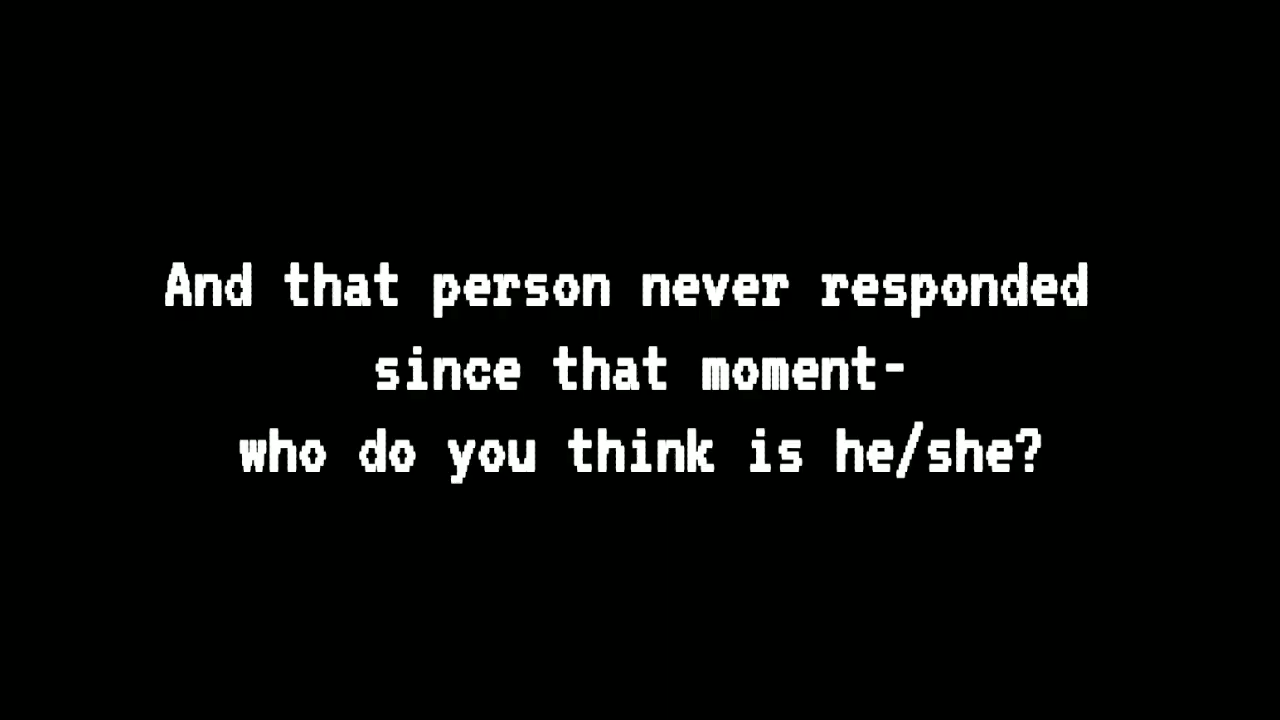 And that person never responded
since that moment-
who do you think is he/she?